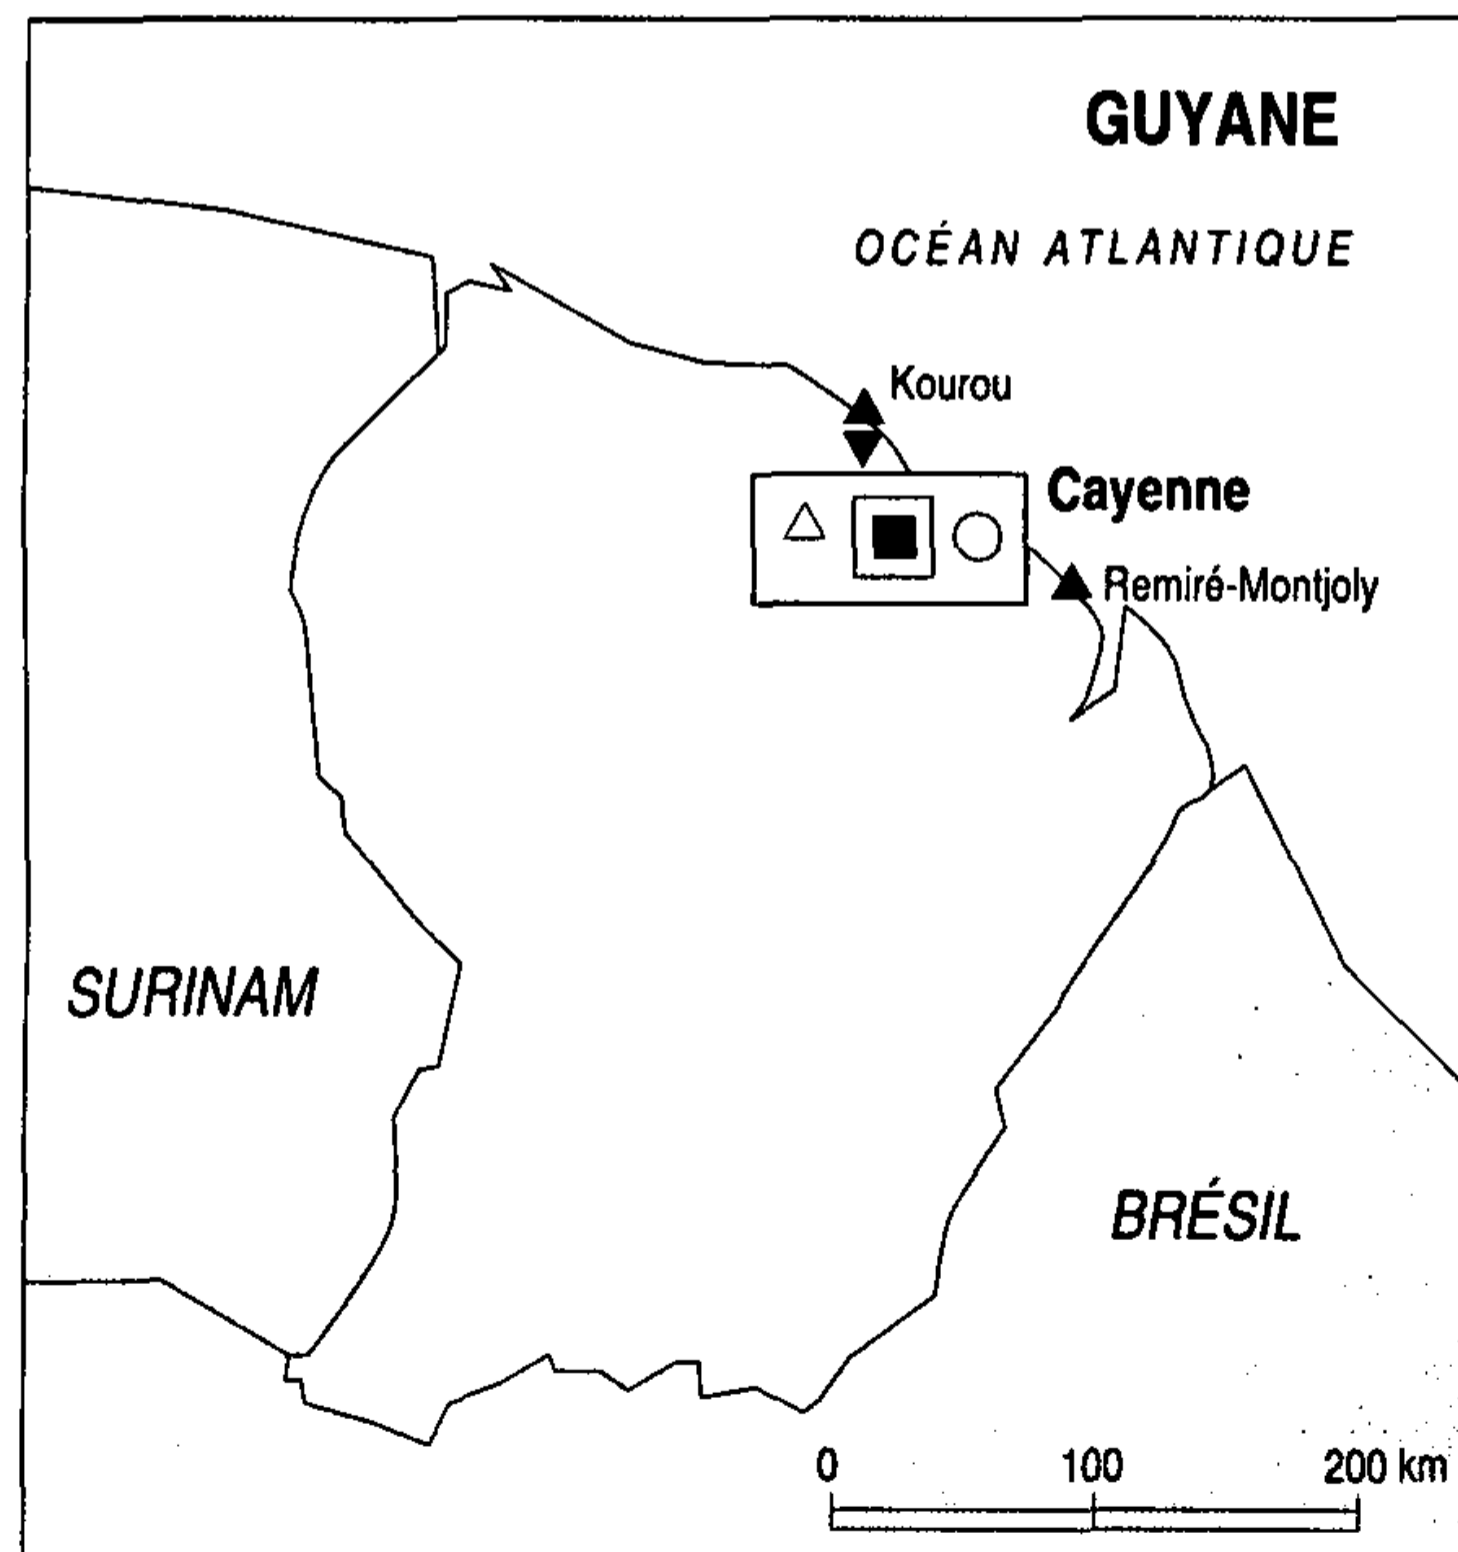 GUYANE
OCÉAN ATLANTIQUE
Kourou
Cayenne
Remiré-Montjoly
SURINAM
BRÉSIL
0 100 200 km